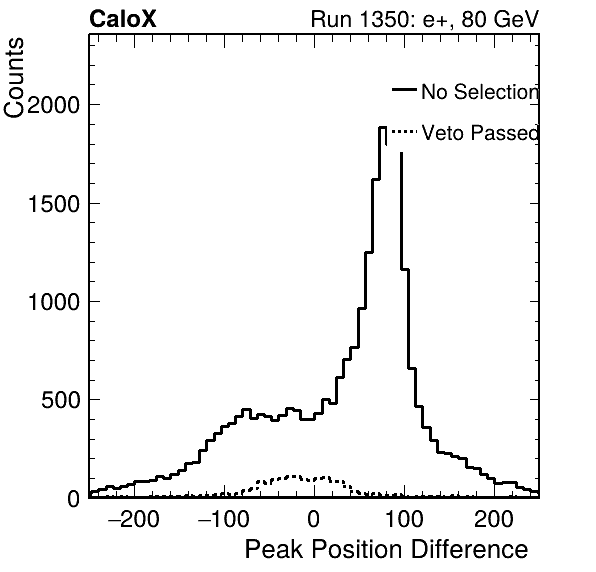 CaloX Run 1350: e+, 80 GeV
Counts
No Selection
Veto Passed
2000
1500
1000
500
0
−200 −100 0 100 200
Peak Position Difference